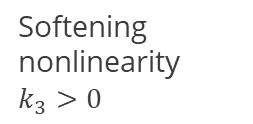 Softening
nonlinearity
k₃ > 0